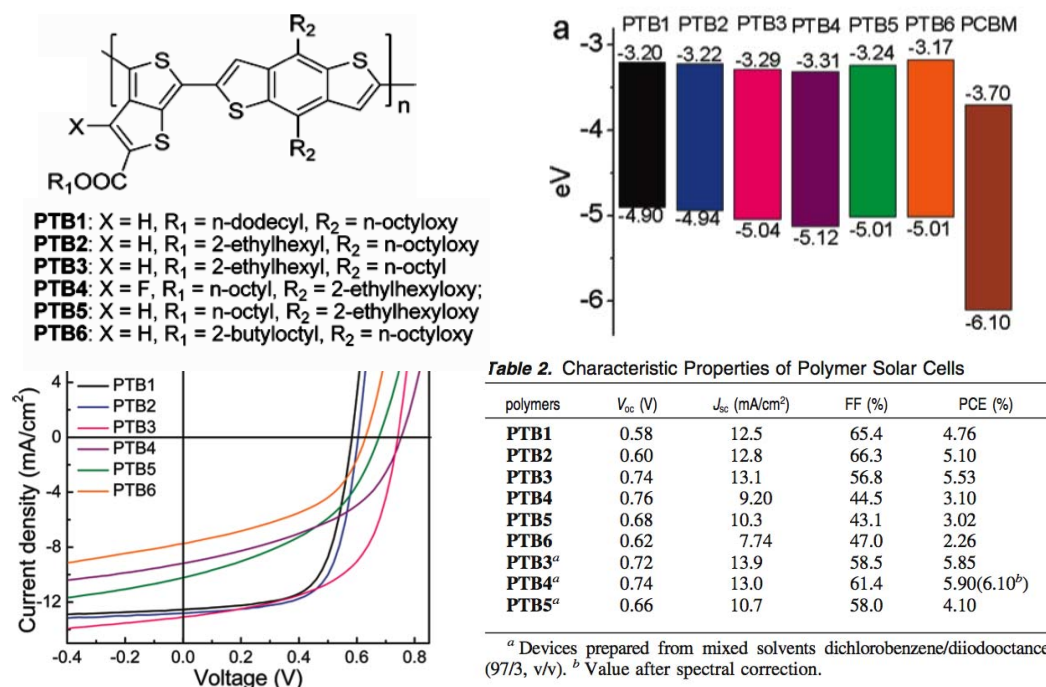 S
S
R2
X
S
S
R2
n
R1OOC
PTB1: X = H, R1 = n-dodecyl, R2 = n-octyloxy
PTB2: X = H, R1 = 2-ethylhexyl, R2 = n-octyloxy
PTB3: X = H, R1 = 2-ethylhexyl, R2 = n-octyl
PTB4: X = F, R1 = n-octyl, R2 = 2-ethylhexyloxy;
PTB5: X = H, R1 = n-octyl, R2 = 2-ethylhexyloxy
PTB6: X = H, R1 = 2-butyloctyl, R2 = n-octyloxy
a
PTB1 PTB2 PTB3 PTB4 PTB5 PTB6 PCBM
-3.20 -3.22 -3.29 -3.31 -3.24 -3.17 -3.70
-4.90 -4.94 -5.04 -5.12 -5.01 -5.01 -6.10
-3
-4
-5
-6
eV
4
0
-4
-8
-12
Current density (mA/cm2)
PTB1
PTB2
PTB3
PTB4
PTB5
PTB6
-0.4 -0.2 0.0 0.2 0.4 0.6 0.8
Voltage (V)
Table 2. Characteristic Properties of Polymer Solar Cells
polymers Voc (V) Jsc (mA/cm2) FF (%) PCE (%)
PTB1 0.58 12.5 65.4 4.76
PTB2 0.60 12.8 66.3 5.10
PTB3 0.74 13.1 56.8 5.53
PTB4 0.76 9.20 44.5 3.10
PTB5 0.68 10.3 43.1 3.02
PTB6 0.62 7.74 47.0 2.26
PTB3a 0.72 13.9 58.5 5.85
PTB4a 0.74 13.0 61.4 5.90(6.10b)
PTB5a 0.66 10.7 58.0 4.10
a Devices prepared from mixed solvents dichlorobenzene/diiodooctance
(97/3, v/v). b Value after spectral correction.